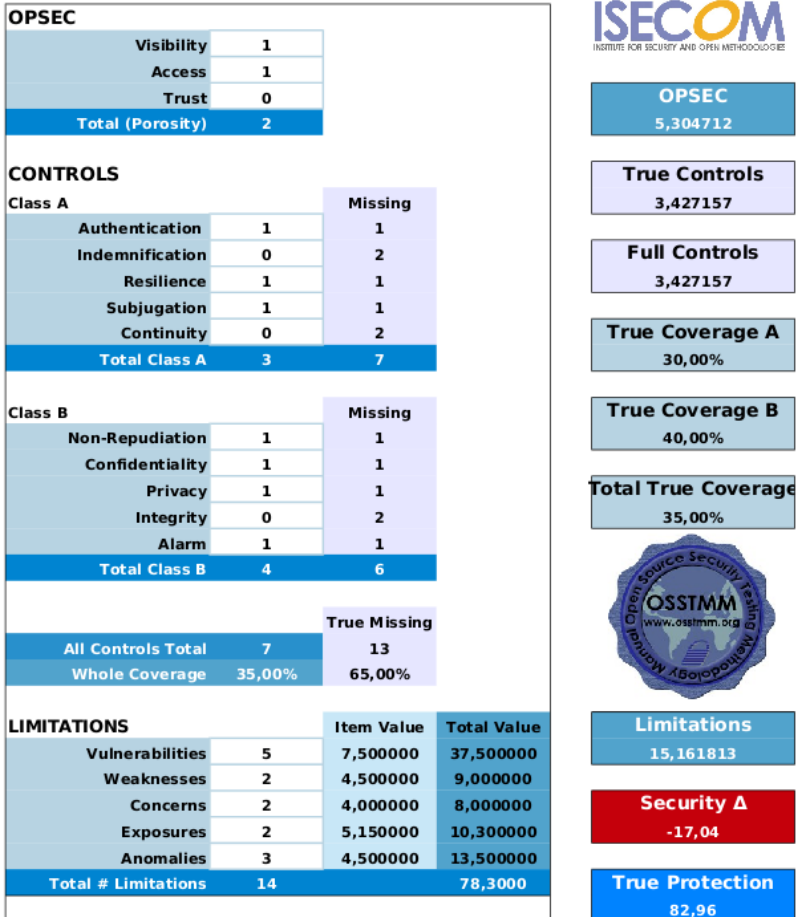 OPSEC
Visibility 1
Access 1
Trust 0
Total (Porosity) 2
CONTROLS
Class A Missing
Authentication 1 1
Indemnification 0 2
Resilience 1 1
Subjugation 1 1
Continuity 0 2
Total Class A 3 7
Class B Missing
Non-Repudiation 1 1
Confidentiality 1 1
Privacy 1 1
Integrity 0 2
Alarm 1 1
Total Class B 4 6
True Missing
All Controls Total 7 13
Whole Coverage 35,00% 65,00%
LIMITATIONS Item Value Total Value
Vulnerabilities 5 7,500000 37,500000
Weaknesses 2 4,500000 9,000000
Concerns 2 4,000000 8,000000
Exposures 2 5,150000 10,300000
Anomalies 3 4,500000 13,500000
Total # Limitations 14 78,3000
ISECOM
INSTITUTE FOR SECURITY AND OPEN METHODOLOGIES
OPSEC
5,304712
True Controls
3,427157
Full Controls
3,427157
True Coverage A
30,00%
True Coverage B
40,00%
Total True Coverage
35,00%
Open Source Security Testing Methodology Manual
OSSTMM
www.osstmm.org
Limitations
15,161813
Security Δ
-17,04
True Protection
82,96